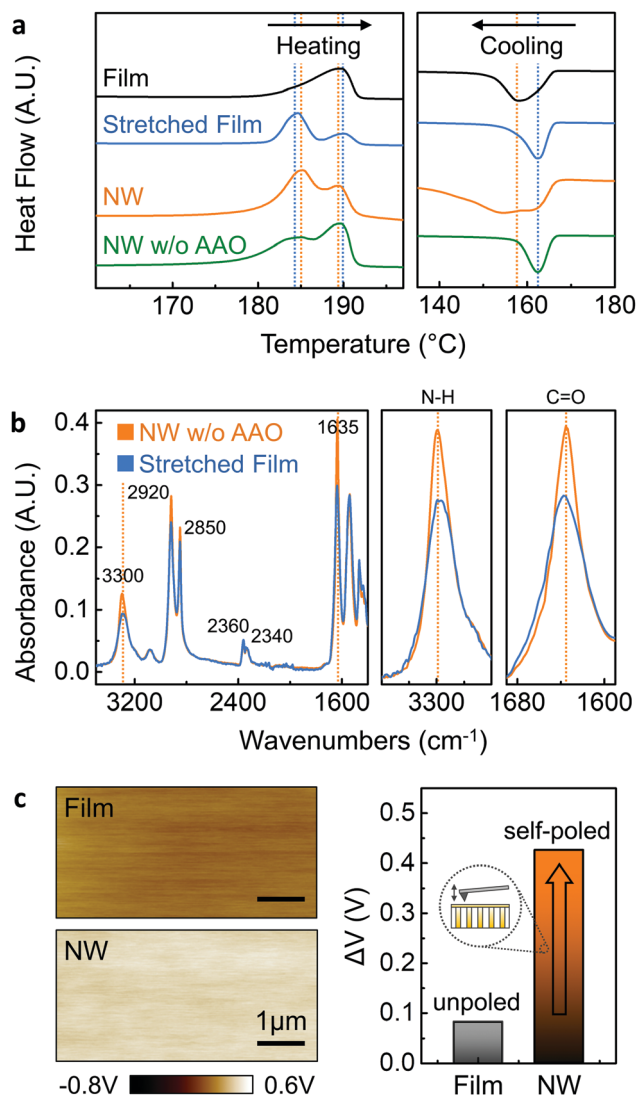 a
Heating
Cooling
Film
Stretched Film
NW
NW w/o AAO
Heat Flow (A.U.)
170
180
190
140
160
180
Temperature (°C)
b
N-H
C=O
0.4
0.3
0.2
0.1
0.0
NW w/o AAO
Stretched Film
1635
2920
2850
3300
2360
2340
Absorbance (A.U.)
3200
2400
1600
3300
1680
1600
Wavenumbers (cm-1)
c
Film
NW
1µm
-0.8V
0.6V
0.5
0.4
0.3
0.2
0.1
0.0
ΔV (V)
self-poled
unpoled
Film
NW